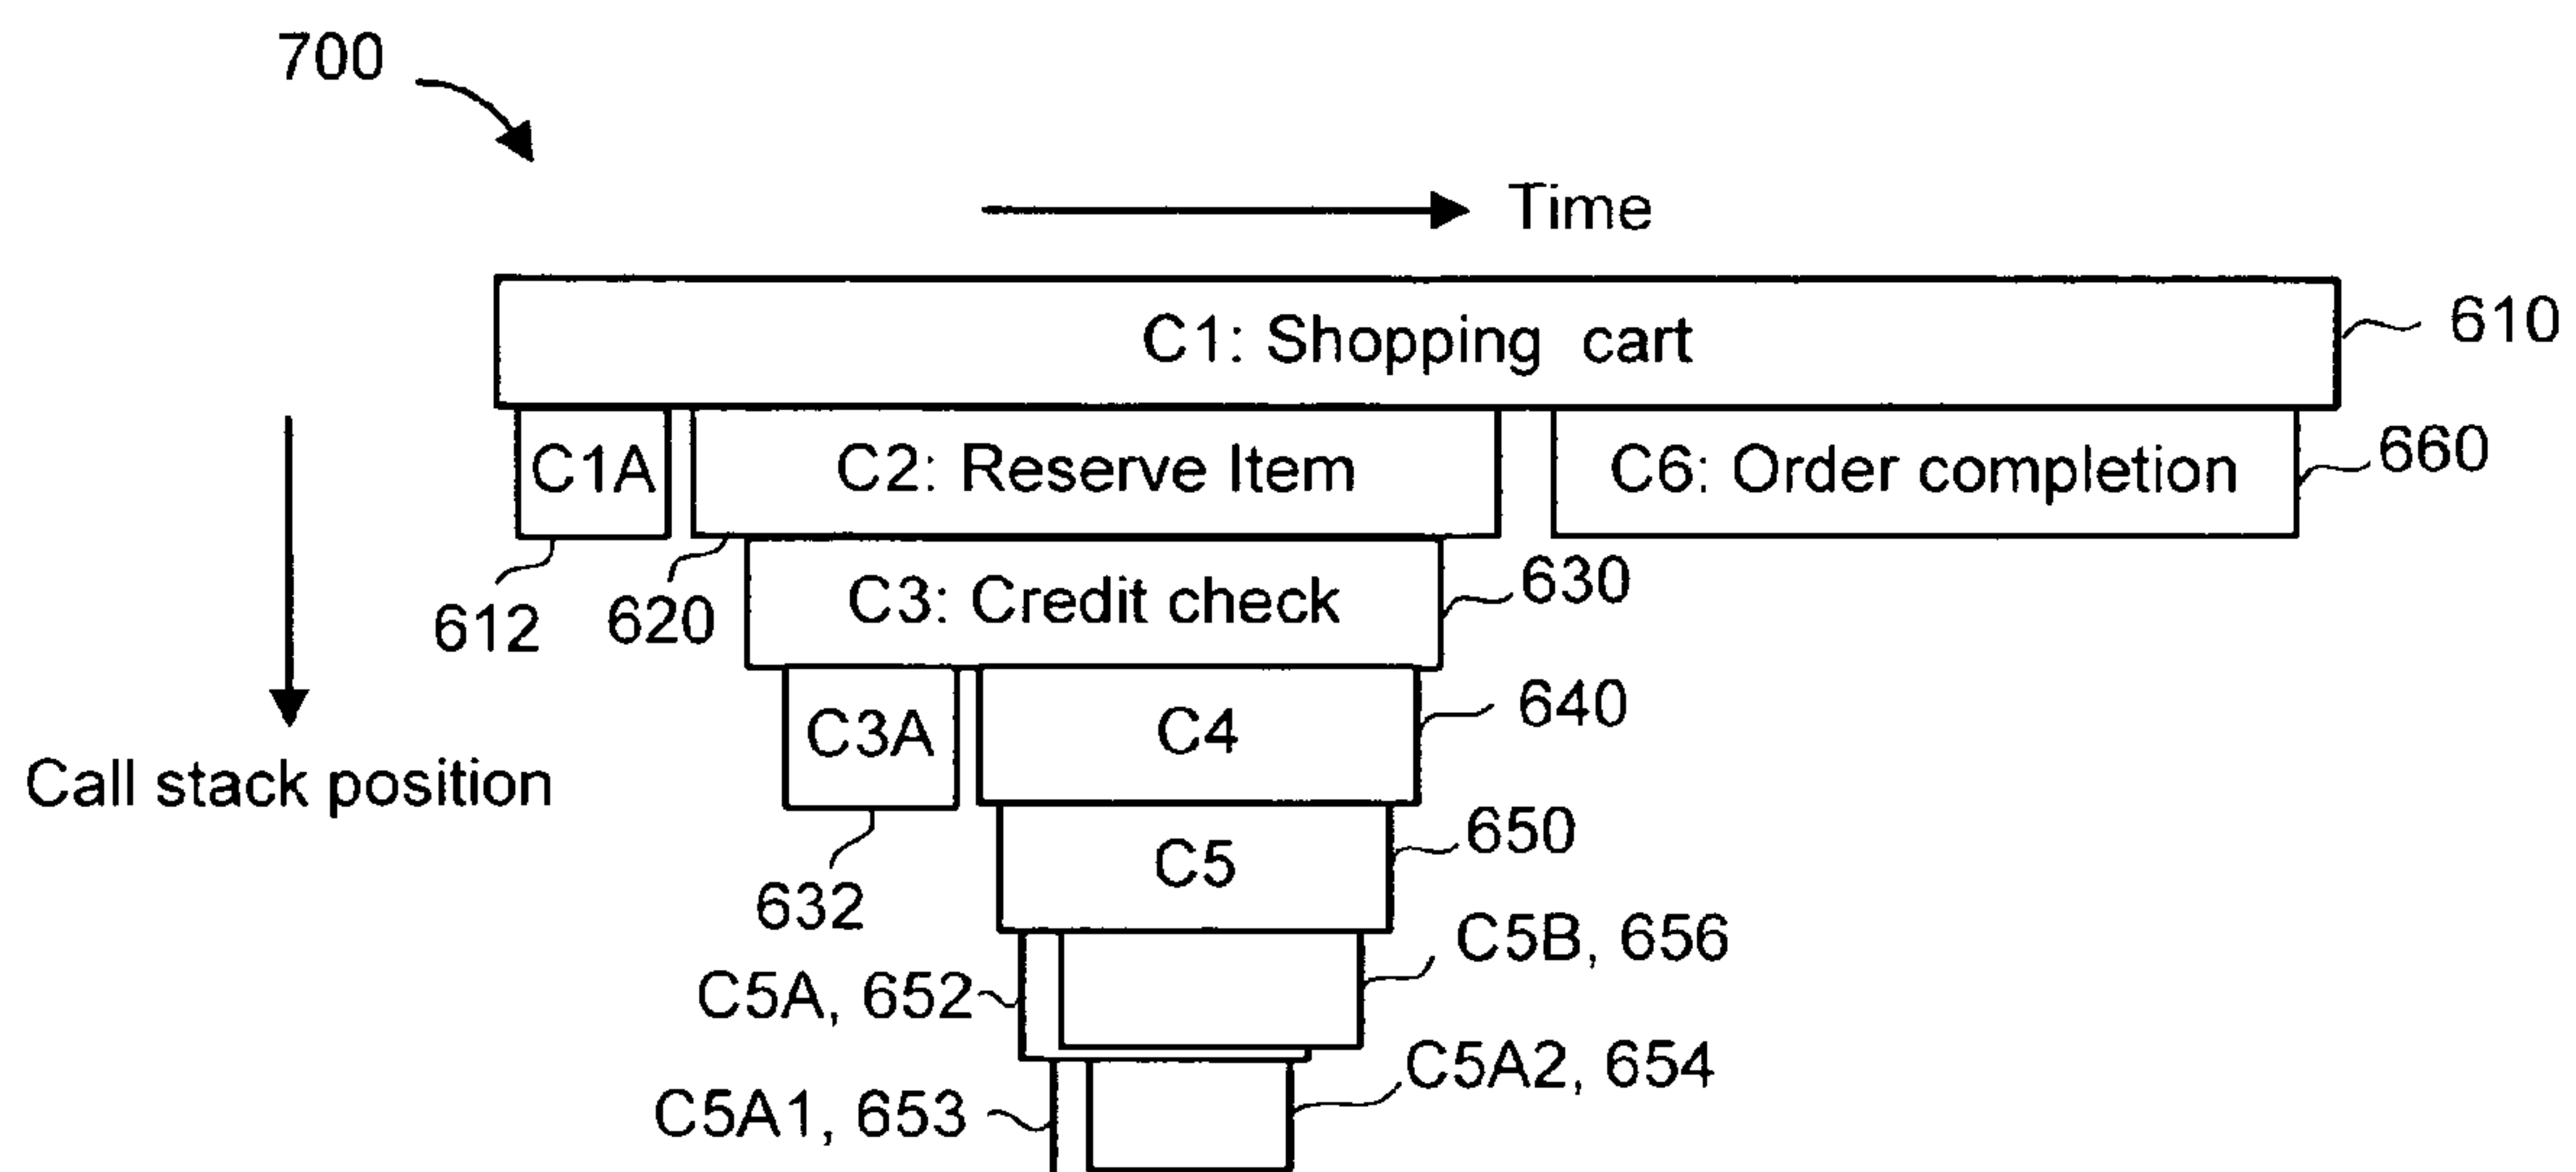 700
Time
C1: Shopping cart
610
C1A
C2: Reserve Item
C6: Order completion
660
612
620
C3: Credit check
630
C3A
C4
640
Call stack position
632
C5
650
C5B, 656
C5A, 652
C5A2, 654
C5A1, 653